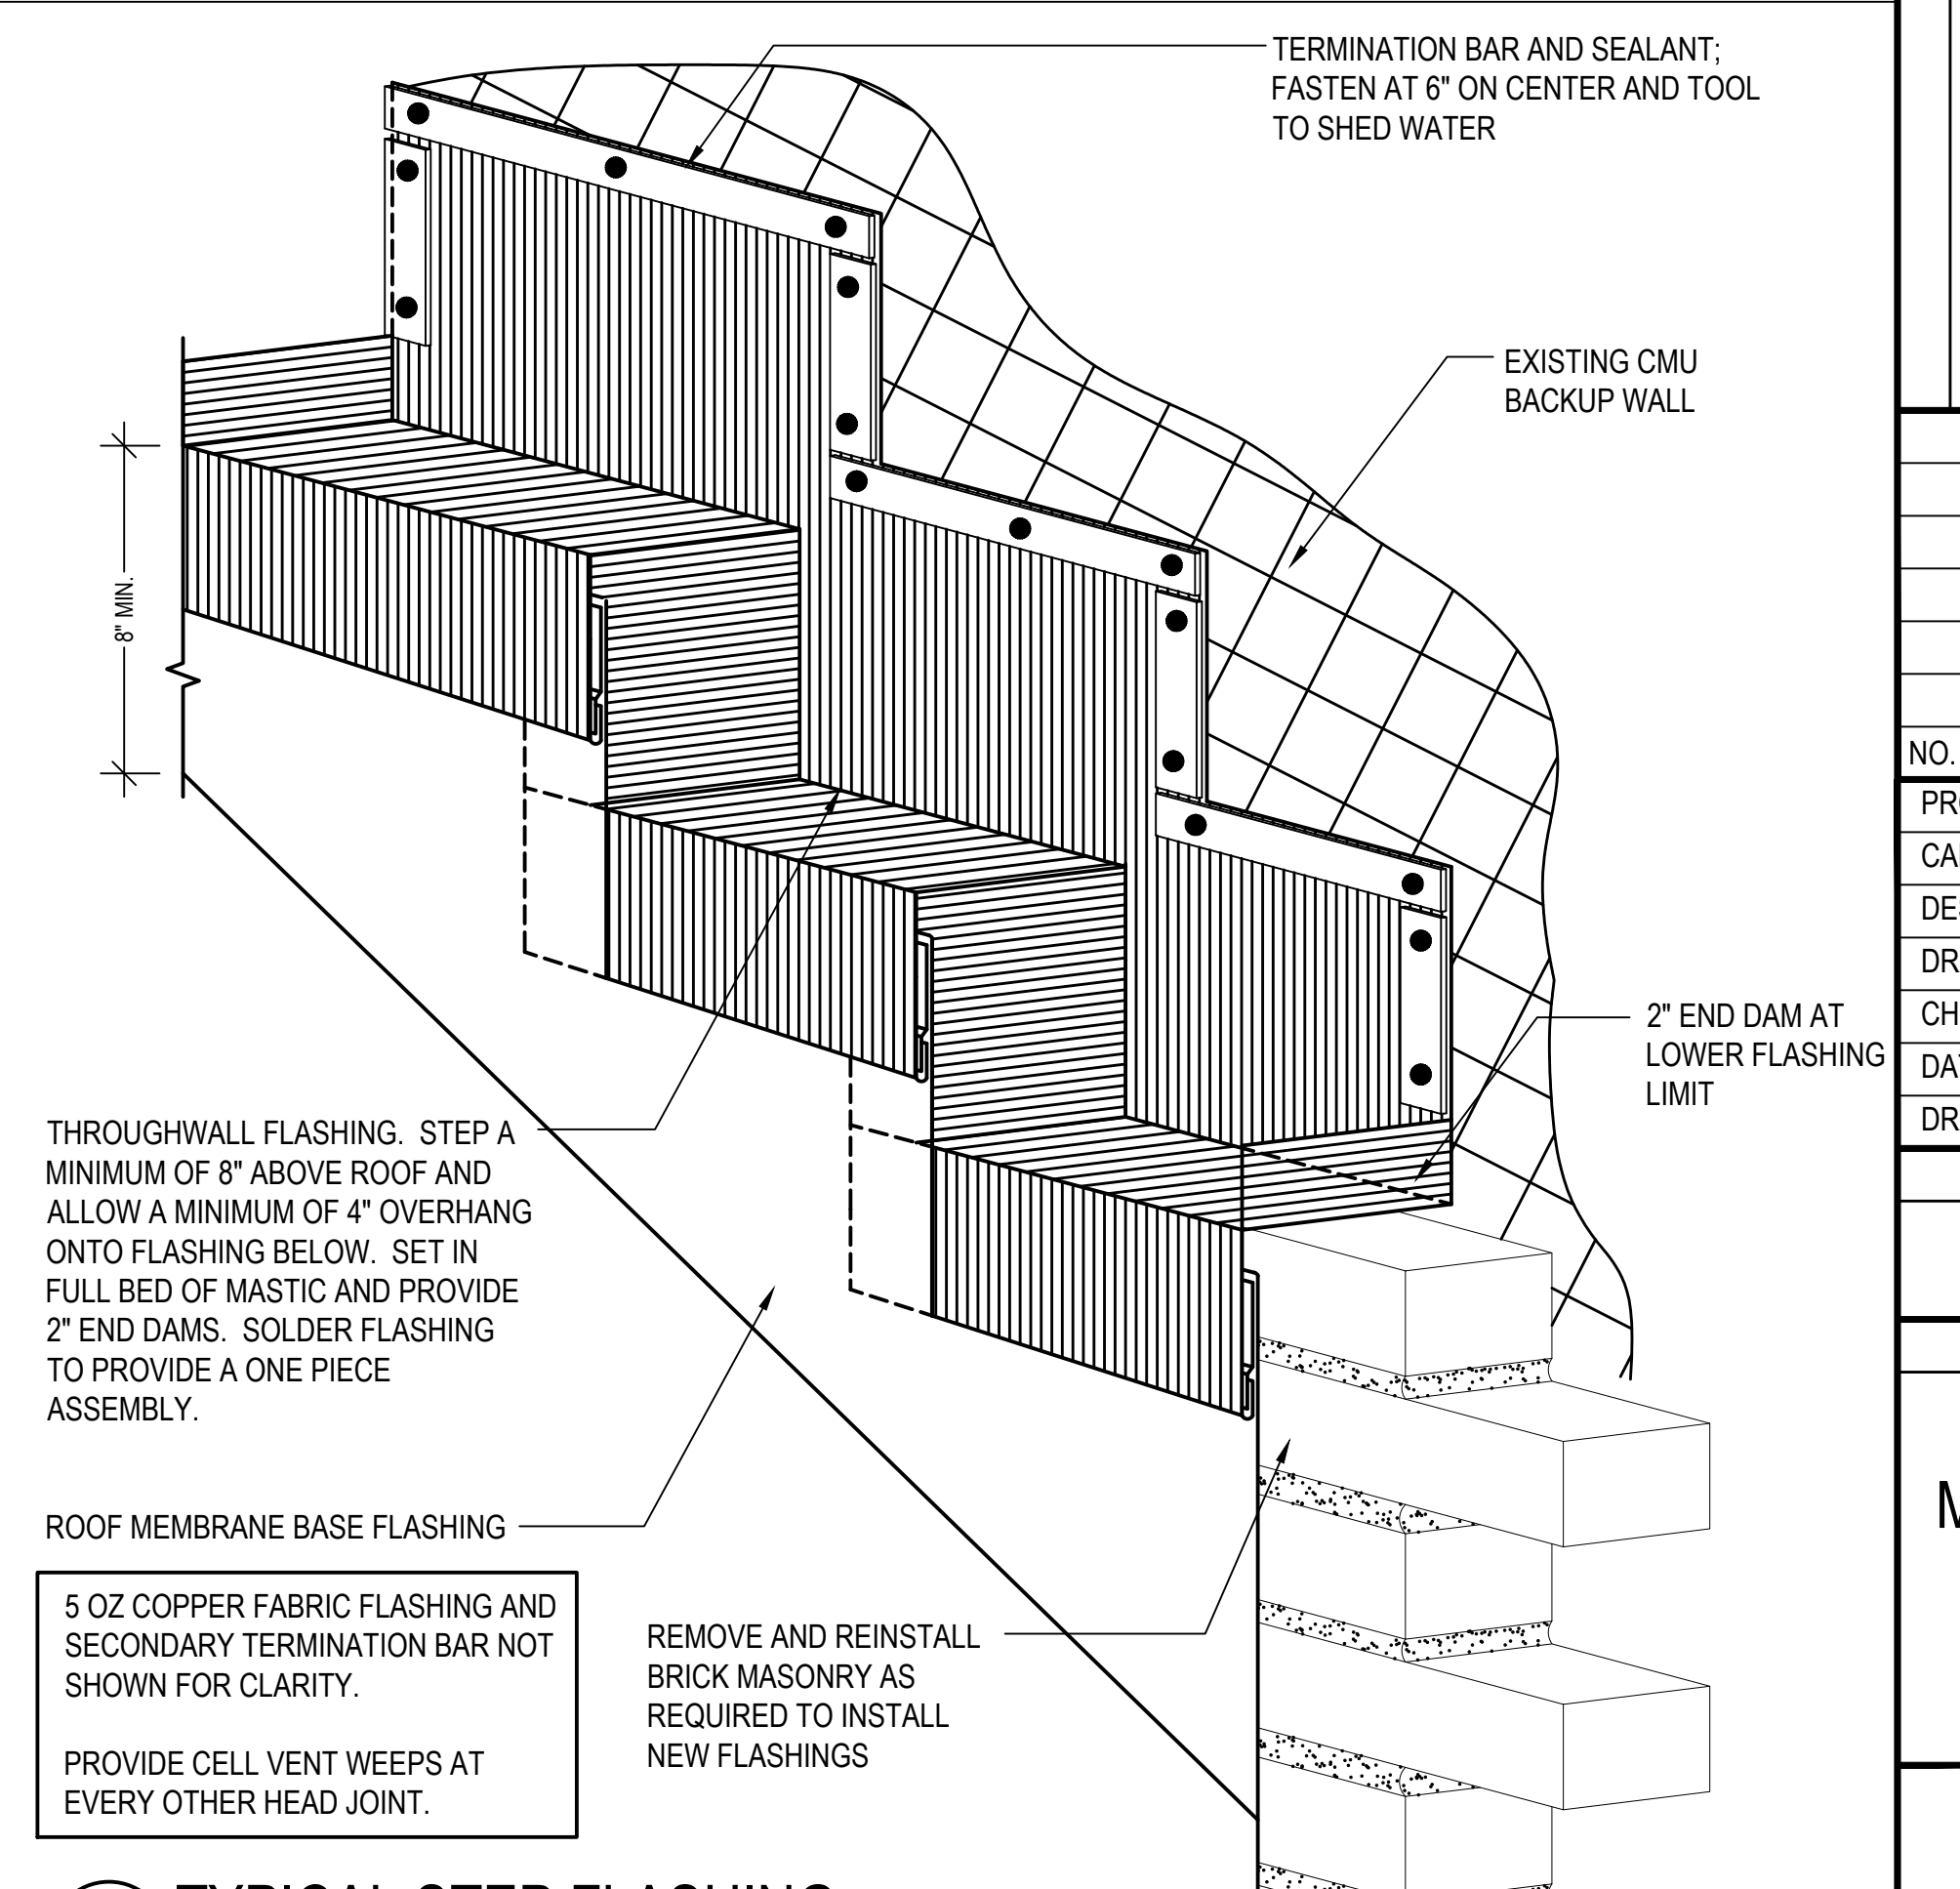 TERMINATION BAR AND SEALANT;
FASTEN AT 6" ON CENTER AND TOOL
TO SHED WATER
EXISTING CMU
BACKUP WALL
8" MIN.
2" END DAM AT
LOWER FLASHING
LIMIT
THROUGHWALL FLASHING. STEP A
MINIMUM OF 8" ABOVE ROOF AND
ALLOW A MINIMUM OF 4" OVERHANG
ONTO FLASHING BELOW. SET IN
FULL BED OF MASTIC AND PROVIDE
2" END DAMS. SOLDER FLASHING
TO PROVIDE A ONE PIECE
ASSEMBLY.
ROOF MEMBRANE BASE FLASHING
5 OZ COPPER FABRIC FLASHING AND
SECONDARY TERMINATION BAR NOT
SHOWN FOR CLARITY.
PROVIDE CELL VENT WEEPS AT
EVERY OTHER HEAD JOINT.
REMOVE AND REINSTALL
BRICK MASONRY AS
REQUIRED TO INSTALL
NEW FLASHINGS
TYPICAL STEP FLASHING
NO.